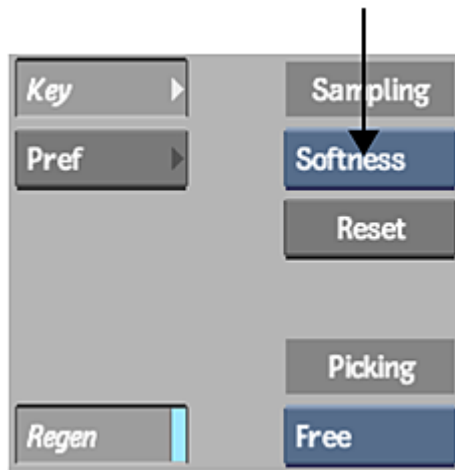 Key
Sampling
Pref
Softness
Reset
Picking
Regen
Free